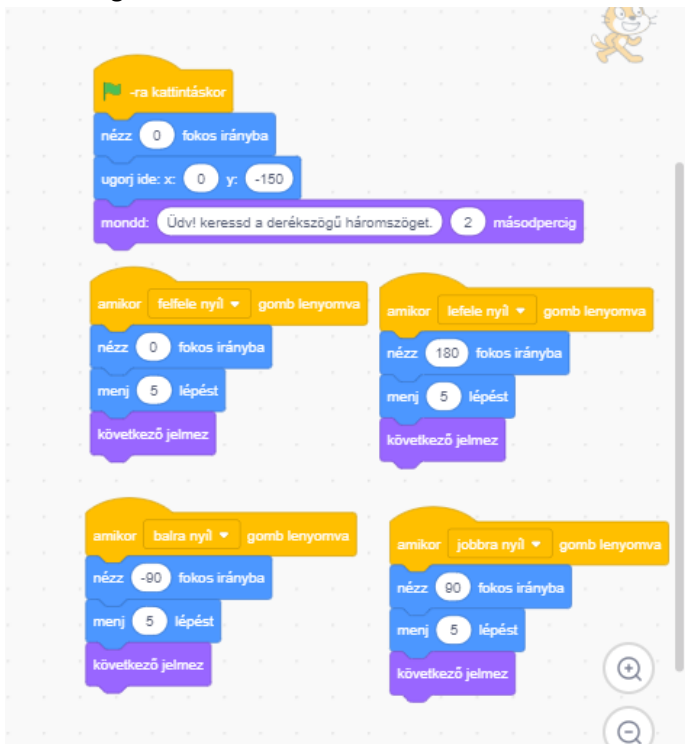 -ra kattintáskor
nézz 0 fokos irányba
ugorj ide: x: 0 y: -150
mondd: Üdv! keressd a derékszögű háromszöget. 2 másodpercig
amikor felfele nyíl gomb lenyomva
nézz 0 fokos irányba
menj 5 lépést
következő jelmez
amikor lefele nyíl gomb lenyomva
nézz 180 fokos irányba
menj 5 lépést
következő jelmez
amikor balra nyíl gomb lenyomva
nézz -90 fokos irányba
menj 5 lépést
következő jelmez
amikor jobbra nyíl gomb lenyomva
nézz 90 fokos irányba
menj 5 lépést
következő jelmez